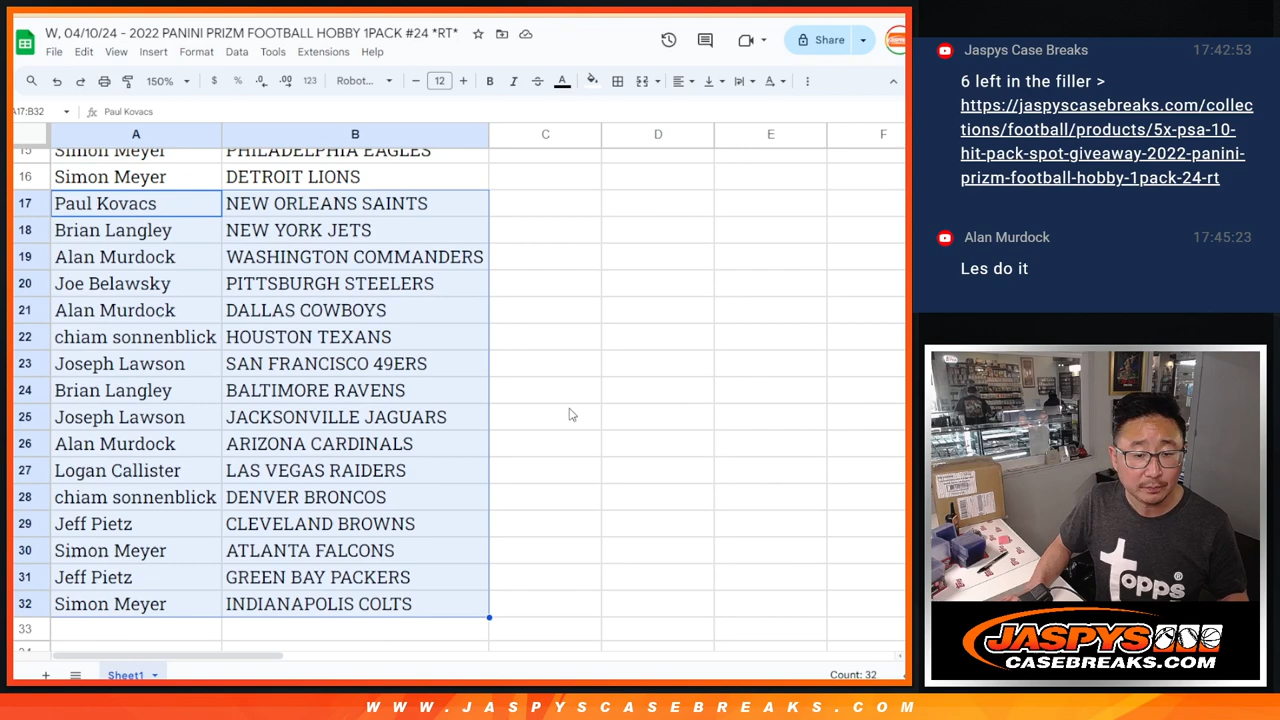 W, 04/10/24 - 2022 PANINI PRIZM FOOTBALL HOBBY 1PACK #24 *RT*
File Edit View Insert Format Data Tools Extensions Help
Share
150% $ % .0 .00 123 Robot... − 12 + B I A
A17:B32 fx Paul Kovacs
A B C D E F
15 Simon Meyer PHILADELPHIA EAGLES
16 Simon Meyer DETROIT LIONS
17 Paul Kovacs NEW ORLEANS SAINTS
18 Brian Langley NEW YORK JETS
19 Alan Murdock WASHINGTON COMMANDERS
20 Joe Belawsky PITTSBURGH STEELERS
21 Alan Murdock DALLAS COWBOYS
22 chiam sonnenblick HOUSTON TEXANS
23 Joseph Lawson SAN FRANCISCO 49ERS
24 Brian Langley BALTIMORE RAVENS
25 Joseph Lawson JACKSONVILLE JAGUARS
26 Alan Murdock ARIZONA CARDINALS
27 Logan Callister LAS VEGAS RAIDERS
28 chiam sonnenblick DENVER BRONCOS
29 Jeff Pietz CLEVELAND BROWNS
30 Simon Meyer ATLANTA FALCONS
31 Jeff Pietz GREEN BAY PACKERS
32 Simon Meyer INDIANAPOLIS COLTS
33
Sheet1
Count: 32
Jaspys Case Breaks 17:42:53
6 left in the filler >
https://jaspyscasebreaks.com/collec
tions/football/products/5x-psa-10-
hit-pack-spot-giveaway-2022-panini-
prizm-football-hobby-1pack-24-rt
Alan Murdock 17:45:23
Les do it
topps®
JASPYS
CASEBREAKS.COM
WWW.JASPYSCASEBREAKS.COM